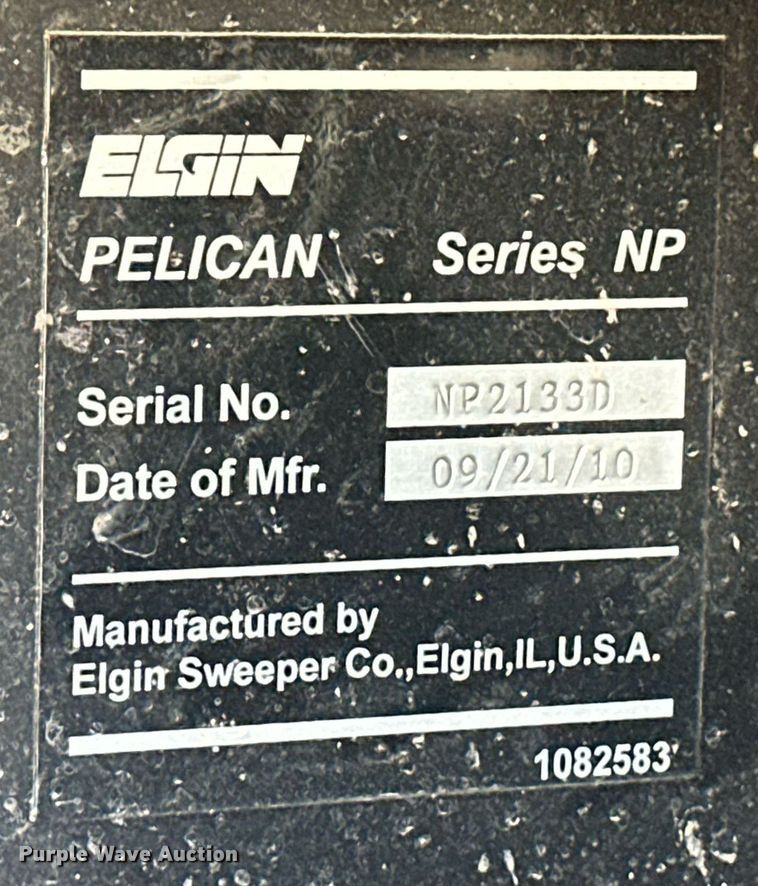 ELGIN
PELICAN Series NP
Serial No. NP2133D
Date of Mfr. 09/21/10
Manufactured by
Elgin Sweeper Co.,Elgin,IL,U.S.A.
1082583
Purple Wave Auction